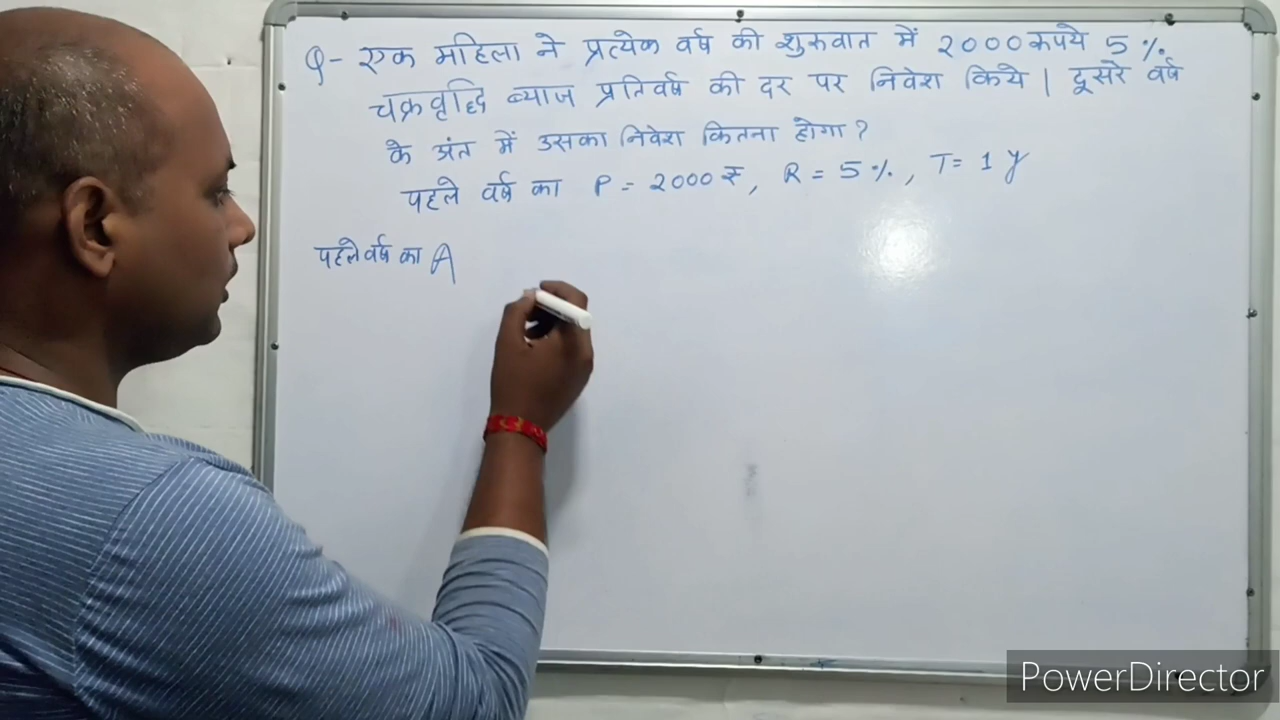 Q- एक महिला ने प्रत्येक वर्ष की शुरुवात में 2000 रुपये 5 %
चक्रवृद्धि ब्याज प्रतिवर्ष की दर पर निवेश किये | दूसरे वर्ष
के अंत में उसका निवेश कितना होगा ?
पहले वर्ष का P = 2000 ₹, R = 5 %, T = 1 y
पहले वर्ष का A
PowerDirector